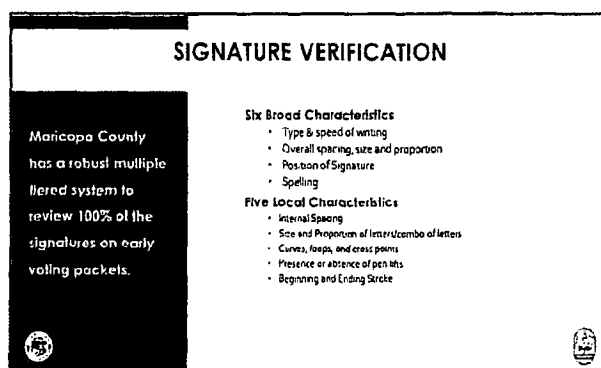 SIGNATURE VERIFICATION
Maricopa County
has a robust multiple
tiered system to
review 100% of the
signatures on early
voting packets.
Six Broad Characteristics
• Type & speed of writing
• Overall spacing, size and proportion
• Position of Signature
• Spelling
Five Local Characteristics
• Internal Spacing
• Size and Proportion of letters/combo of letters
• Curves, loops, and cross points
• Presence or absence of pen lifts
• Beginning and Ending Stroke